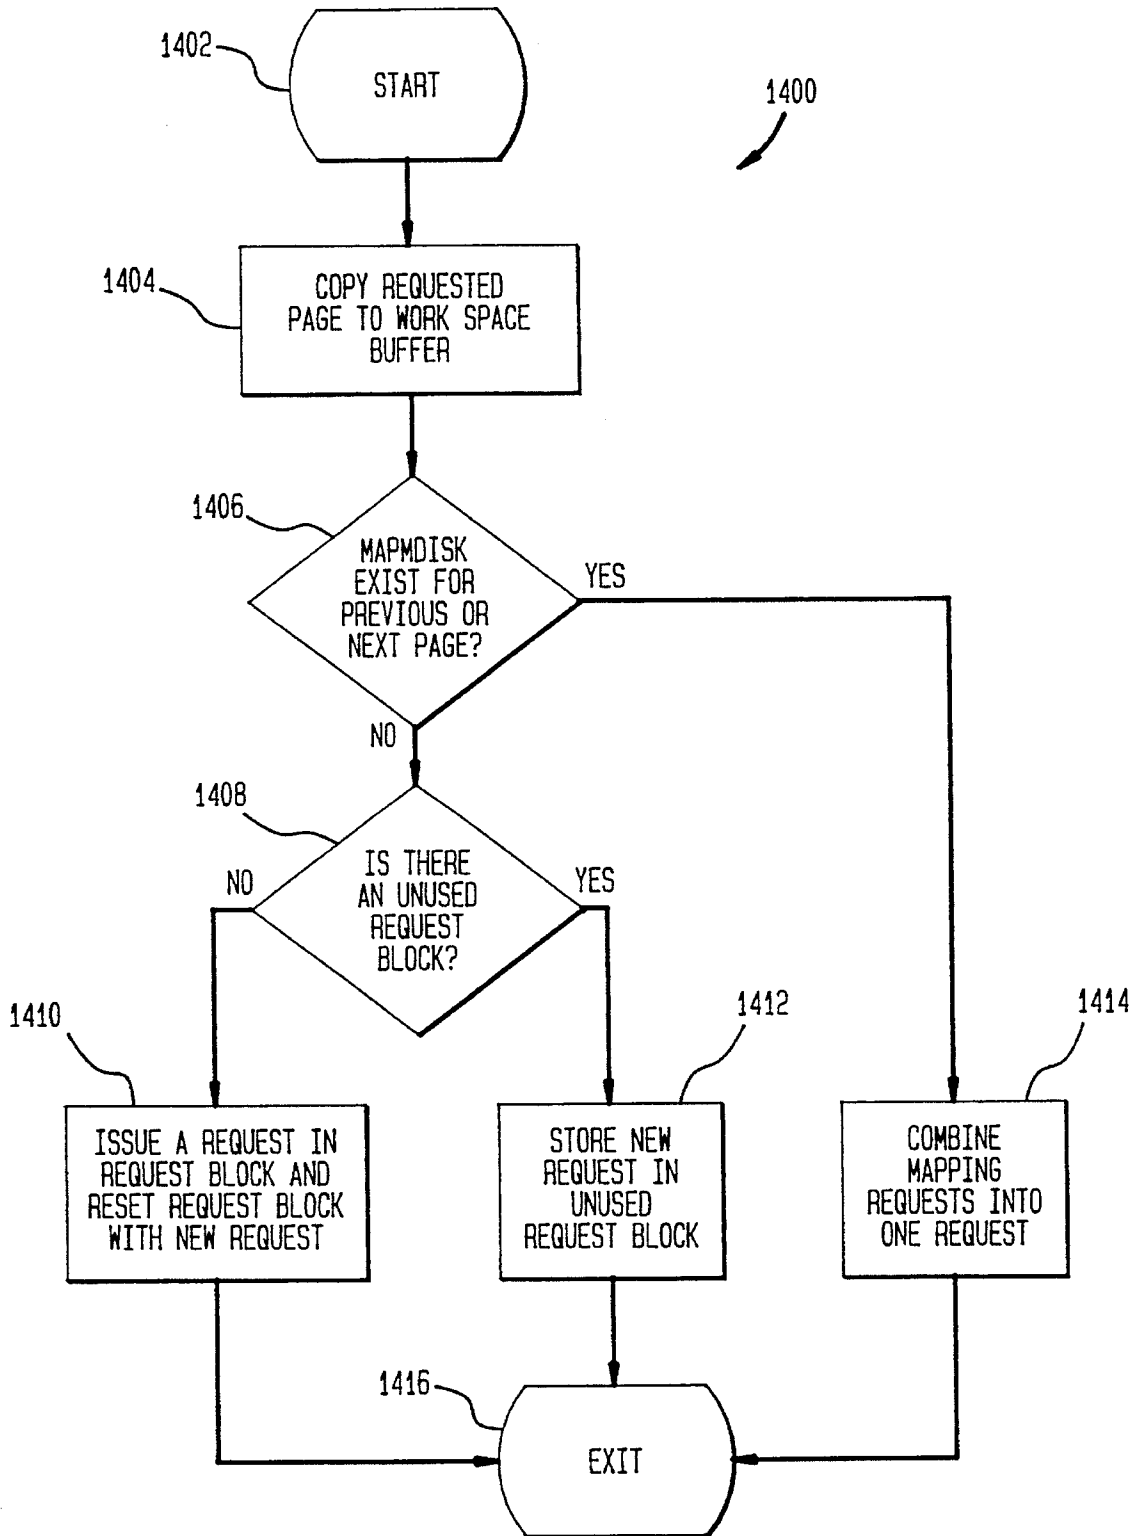 1402
START
1400
1404
COPY REQUESTED
PAGE TO WORK SPACE
BUFFER
1406
MAPMDISK
EXIST FOR
PREVIOUS OR
NEXT PAGE?
YES
NO
1408
IS THERE
AN UNUSED
REQUEST
BLOCK?
NO
YES
1410
ISSUE A REQUEST IN
REQUEST BLOCK AND
RESET REQUEST BLOCK
WITH NEW REQUEST
1412
STORE NEW
REQUEST IN
UNUSED
REQUEST BLOCK
1414
COMBINE
MAPPING
REQUESTS INTO
ONE REQUEST
1416
EXIT